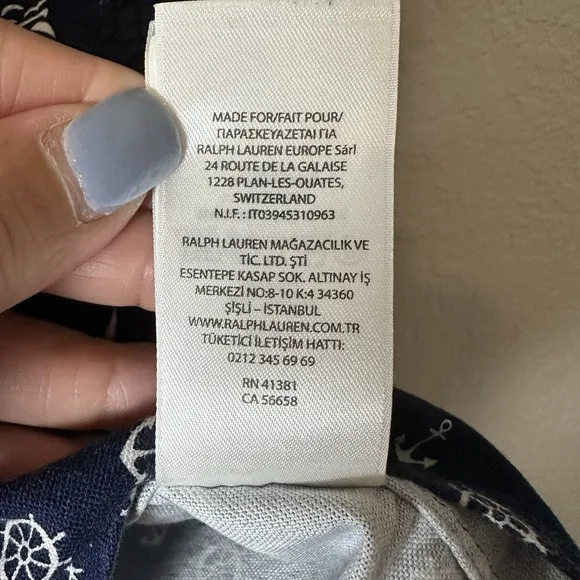 MADE FOR/FAIT POUR/
ΠΑΡΑΣΚΕΥΑΖΕΤΑΙ ΓΙΑ
RALPH LAUREN EUROPE Sárl
24 ROUTE DE LA GALAISE
1228 PLAN-LES-OUATES,
SWITZERLAND
N.I.F. : IT03945310963
RALPH LAUREN MAĞAZACILIK VE
TİC. LTD. ŞTİ
ESENTEPE KASAP SOK. ALTINAY İŞ
MERKEZİ NO:8-10 K:4 34360
ŞİŞLİ – İSTANBUL
WWW.RALPHLAUREN.COM.TR
TÜKETİCİ İLETİŞİM HATTI:
0212 345 69 69
RN 41381
CA 56658